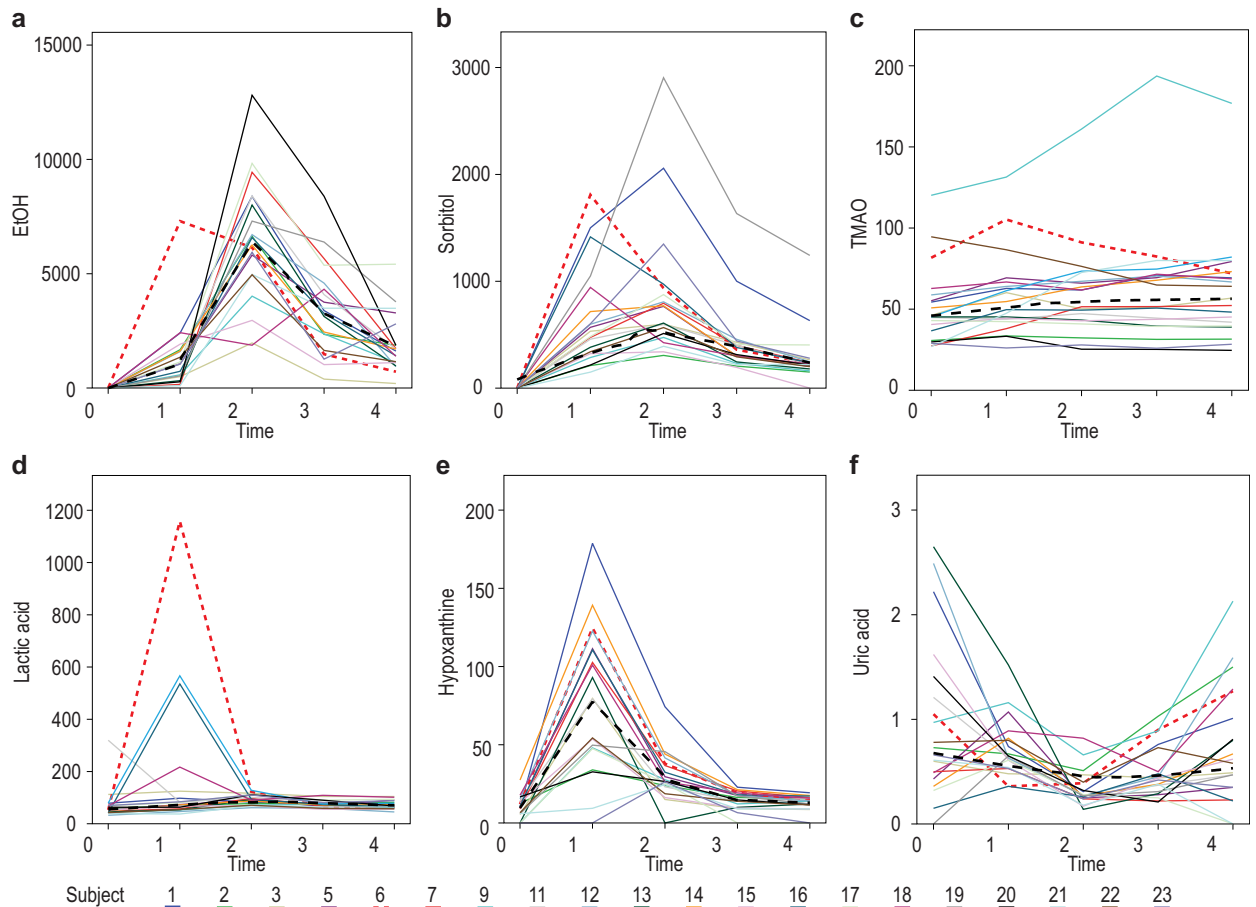 a
15000
10000
5000
0
EtOH
0 1 2 3 4
Time
b
3000
2000
1000
0
Sorbitol
0 1 2 3 4
Time
c
200
150
100
50
0
TMAO
0 1 2 3 4
Time
d
1200
1000
800
600
400
200
0
Lactic acid
0 1 2 3 4
Time
e
200
150
100
50
0
Hypoxanthine
0 1 2 3 4
Time
f
3
2
1
0
Uric acid
0 1 2 3 4
Time
Subject 1 2 3 5 6 7 9 11 12 13 14 15 16 17 18 19 20 21 22 23